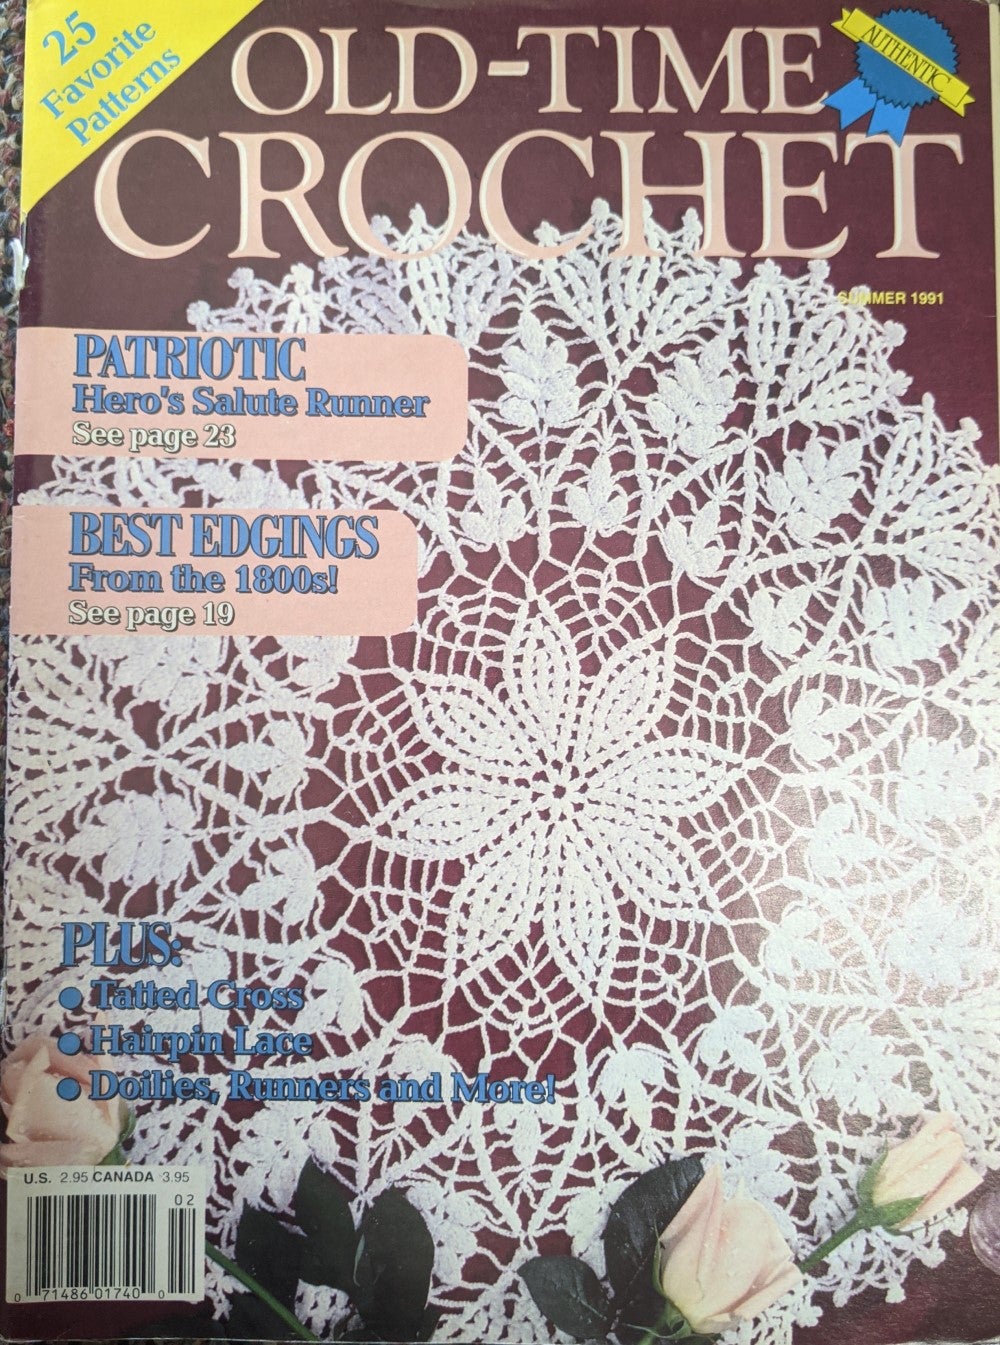 25
Favorite
Patterns
OLD-TIME
CROCHET
AUTHENTIC
SUMMER 1991
PATRIOTIC
Hero's Salute Runner
See page 23
BEST EDGINGS
From the 1800s!
See page 19
PLUS:
• Tatted Cross
• Hairpin Lace
• Doilies, Runners and More!
U.S. 2.95 CANADA 3.95
02
0 71486 01740 0